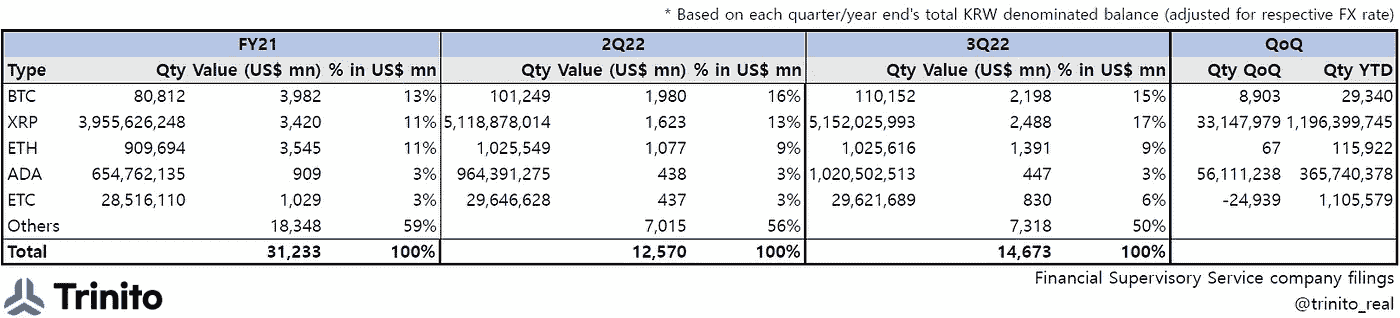 * Based on each quarter/year end's total KRW denominated balance (adjusted for respective FX rate)
FY21 2Q22 3Q22 QoQ
Type Qty Value (US$ mn) % in US$ mn Qty Value (US$ mn) % in US$ mn Qty Value (US$ mn) % in US$ mn Qty QoQ Qty YTD
BTC 80,812 3,982 13% 101,249 1,980 16% 110,152 2,198 15% 8,903 29,340
XRP 3,955,626,248 3,420 11% 5,118,878,014 1,623 13% 5,152,025,993 2,488 17% 33,147,979 1,196,399,745
ETH 909,694 3,545 11% 1,025,549 1,077 9% 1,025,616 1,391 9% 67 115,922
ADA 654,762,135 909 3% 964,391,275 438 3% 1,020,502,513 447 3% 56,111,238 365,740,378
ETC 28,516,110 1,029 3% 29,646,628 437 3% 29,621,689 830 6% -24,939 1,105,579
Others 18,348 59% 7,015 56% 7,318 50%
Total 31,233 100% 12,570 100% 14,673 100%
Financial Supervisory Service company filings
Trinito
@trinito_real